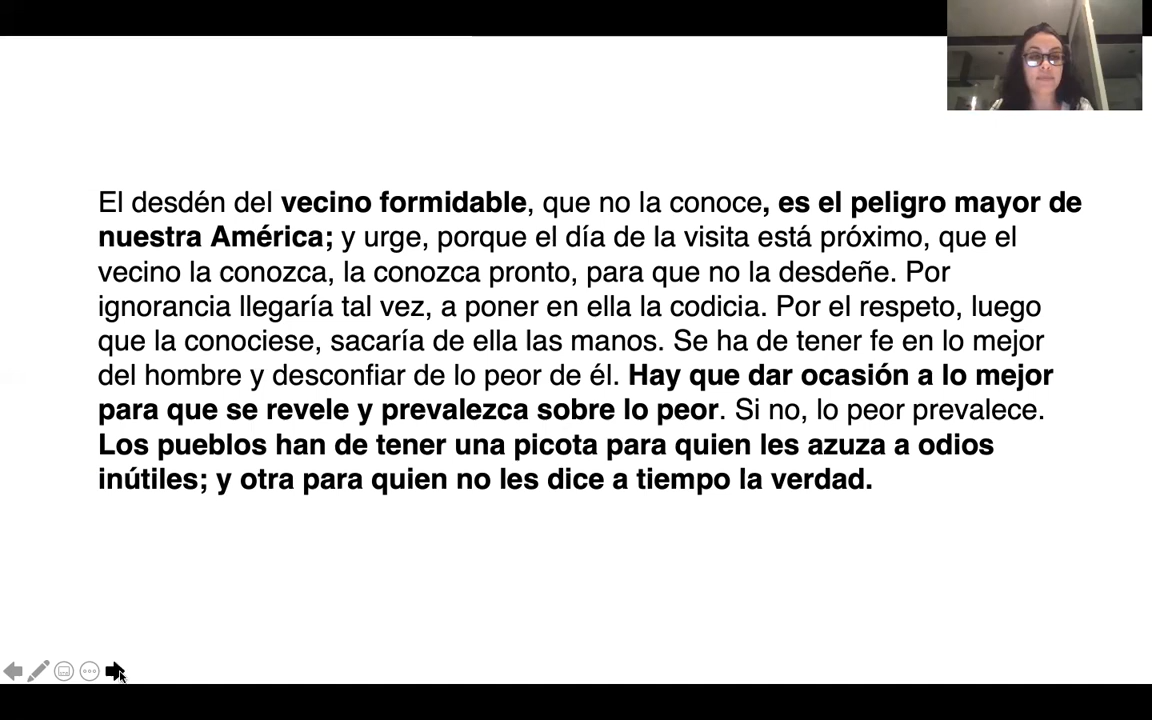 El desdén del vecino formidable, que no la conoce, es el peligro mayor de
nuestra América; y urge, porque el día de la visita está próximo, que el
vecino la conozca, la conozca pronto, para que no la desdeñe. Por
ignorancia llegaría tal vez, a poner en ella la codicia. Por el respeto, luego
que la conociese, sacaría de ella las manos. Se ha de tener fe en lo mejor
del hombre y desconfiar de lo peor de él. Hay que dar ocasión a lo mejor
para que se revele y prevalezca sobre lo peor. Si no, lo peor prevalece.
Los pueblos han de tener una picota para quien les azuza a odios
inútiles; y otra para quien no les dice a tiempo la verdad.